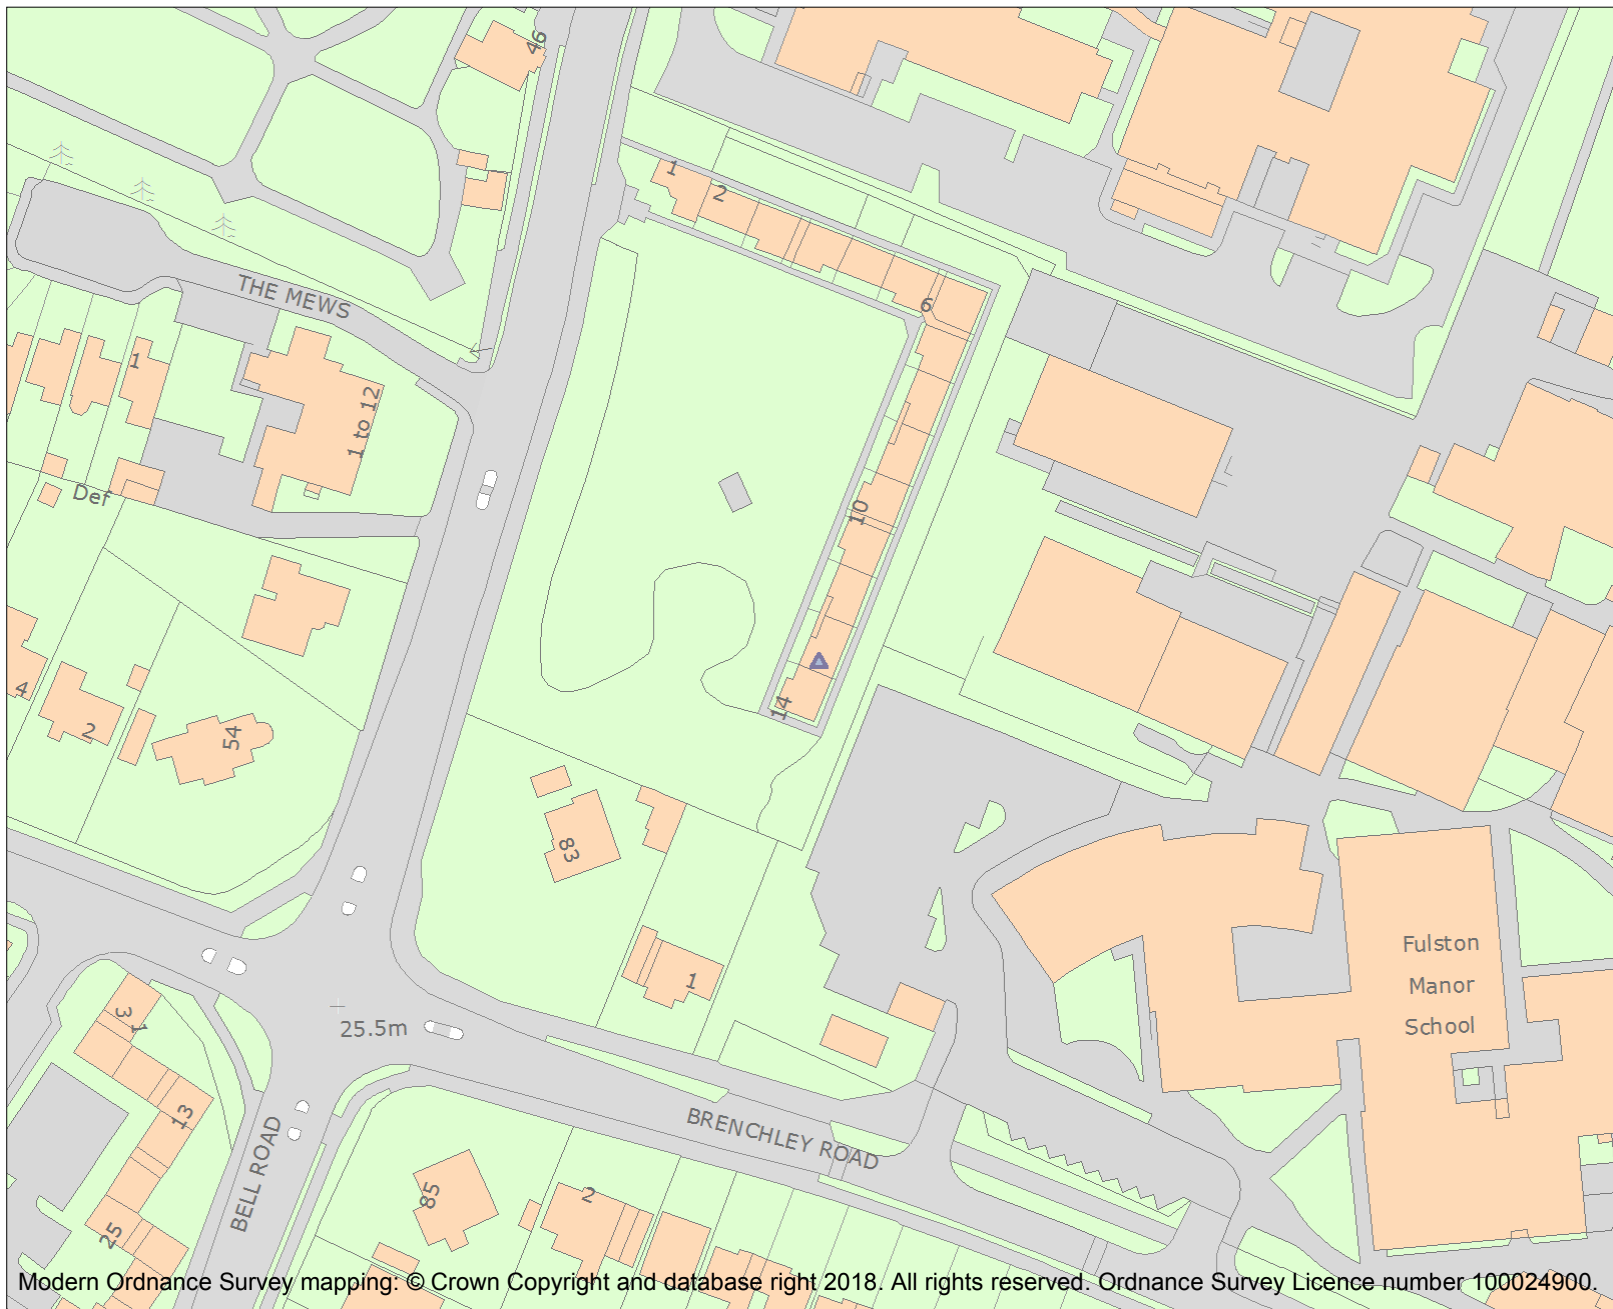 46
1
2
THE MEWS
6
1
1 to 12
Def
10
4
2
54
14
83
1
Fulston
Manor
School
3
1
25.5m
13
BELL ROAD
BRENCHLEY ROAD
85
2
25
Modern Ordnance Survey mapping: © Crown Copyright and database right 2018. All rights reserved. Ordnance Survey Licence number 100024900.